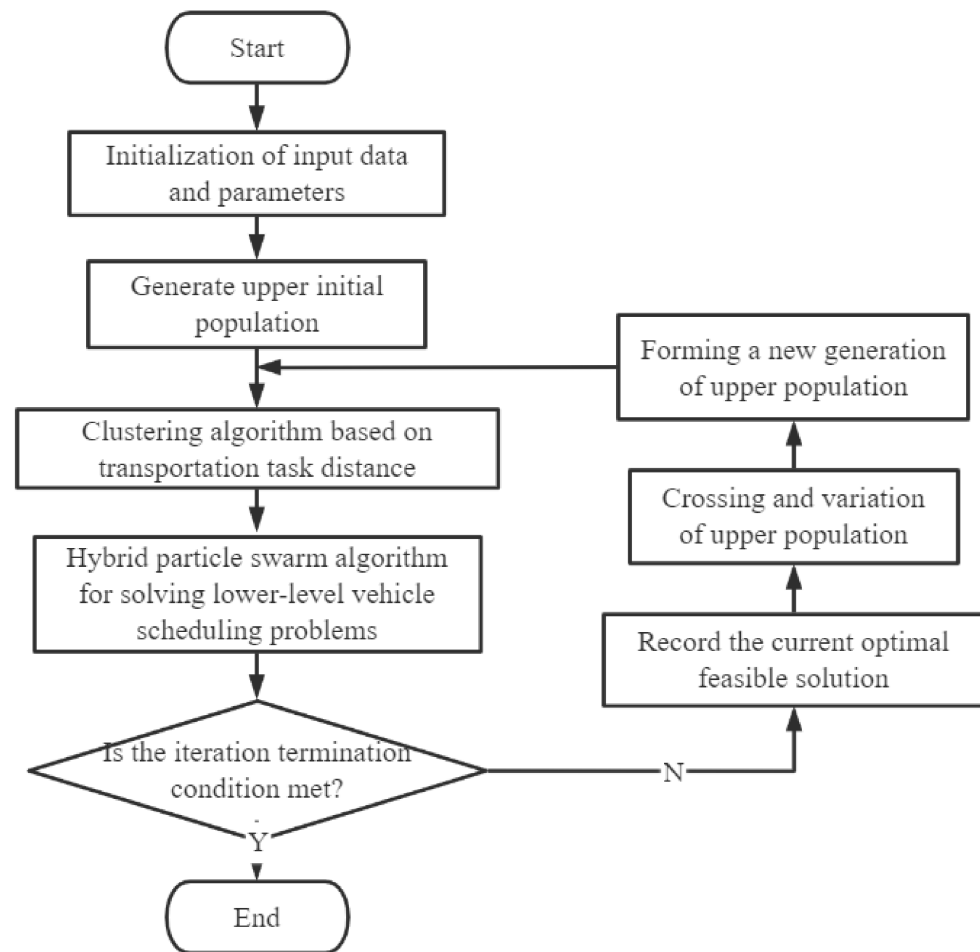 Start
Initialization of input data
and parameters
Generate upper initial
population
Forming a new generation
of upper population
Clustering algorithm based on
transportation task distance
Crossing and variation
of upper population
Hybrid particle swarm algorithm
for solving lower-level vehicle
scheduling problems
Record the current optimal
feasible solution
Is the iteration termination
condition met?
N
Y
End